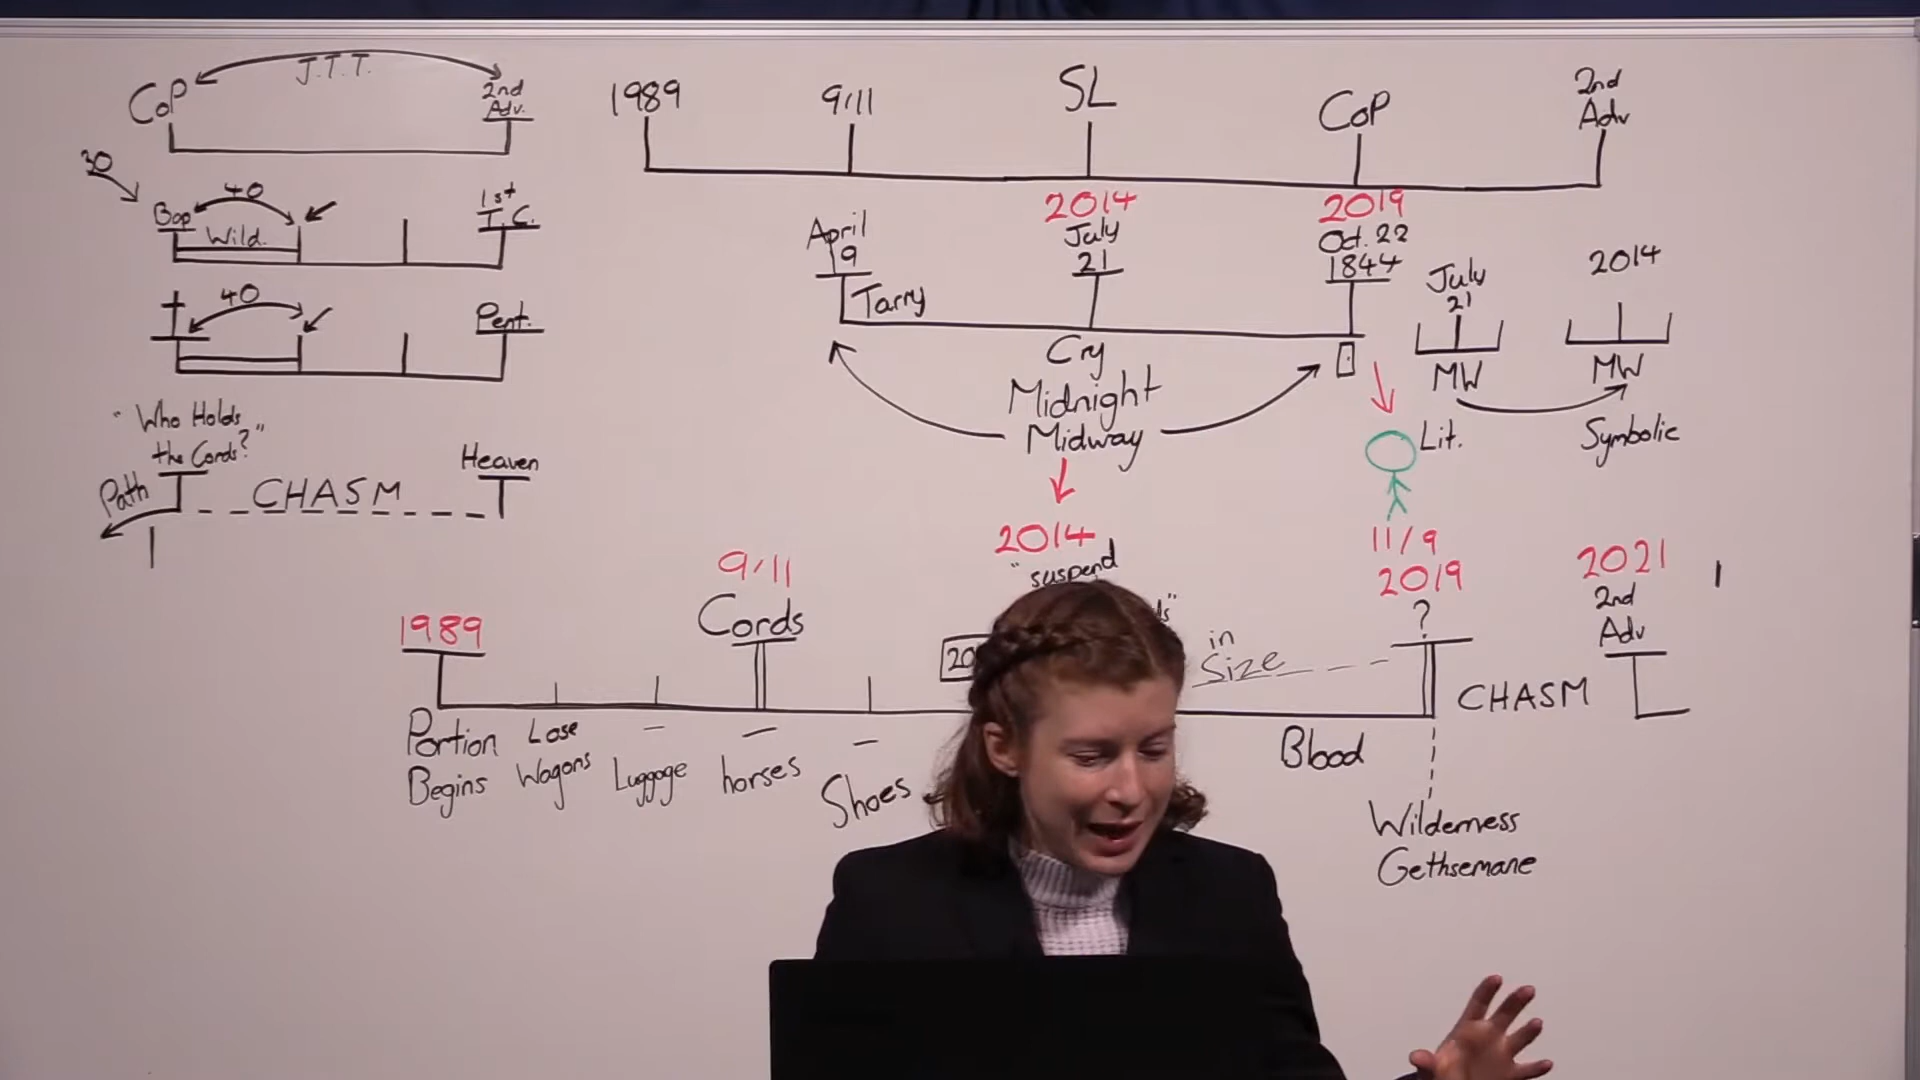 CoP
J.T.T.
2nd
Adv.
30
Bap
40
Wild.
1st
T.C.
40
Pent.
" Who Holds
the Cords? "
Path
CHASM
Heaven
1989
9/11
SL
CoP
2nd
Adv
April
9
Tarry
2014
July
21
2019
Oct. 22
1844
July
21
MW
2014
MW
Symbolic
Cry
Midnight
Midway
Lit.
2014
" suspend
1989
9/11
Cords
20
in
Size
11/9
2019
?
2021
2nd
Adv
CHASM
Portion
Begins
Lose
Wagons
Luggage
horses
Shoes
Blood
Wilderness
Gethsemane